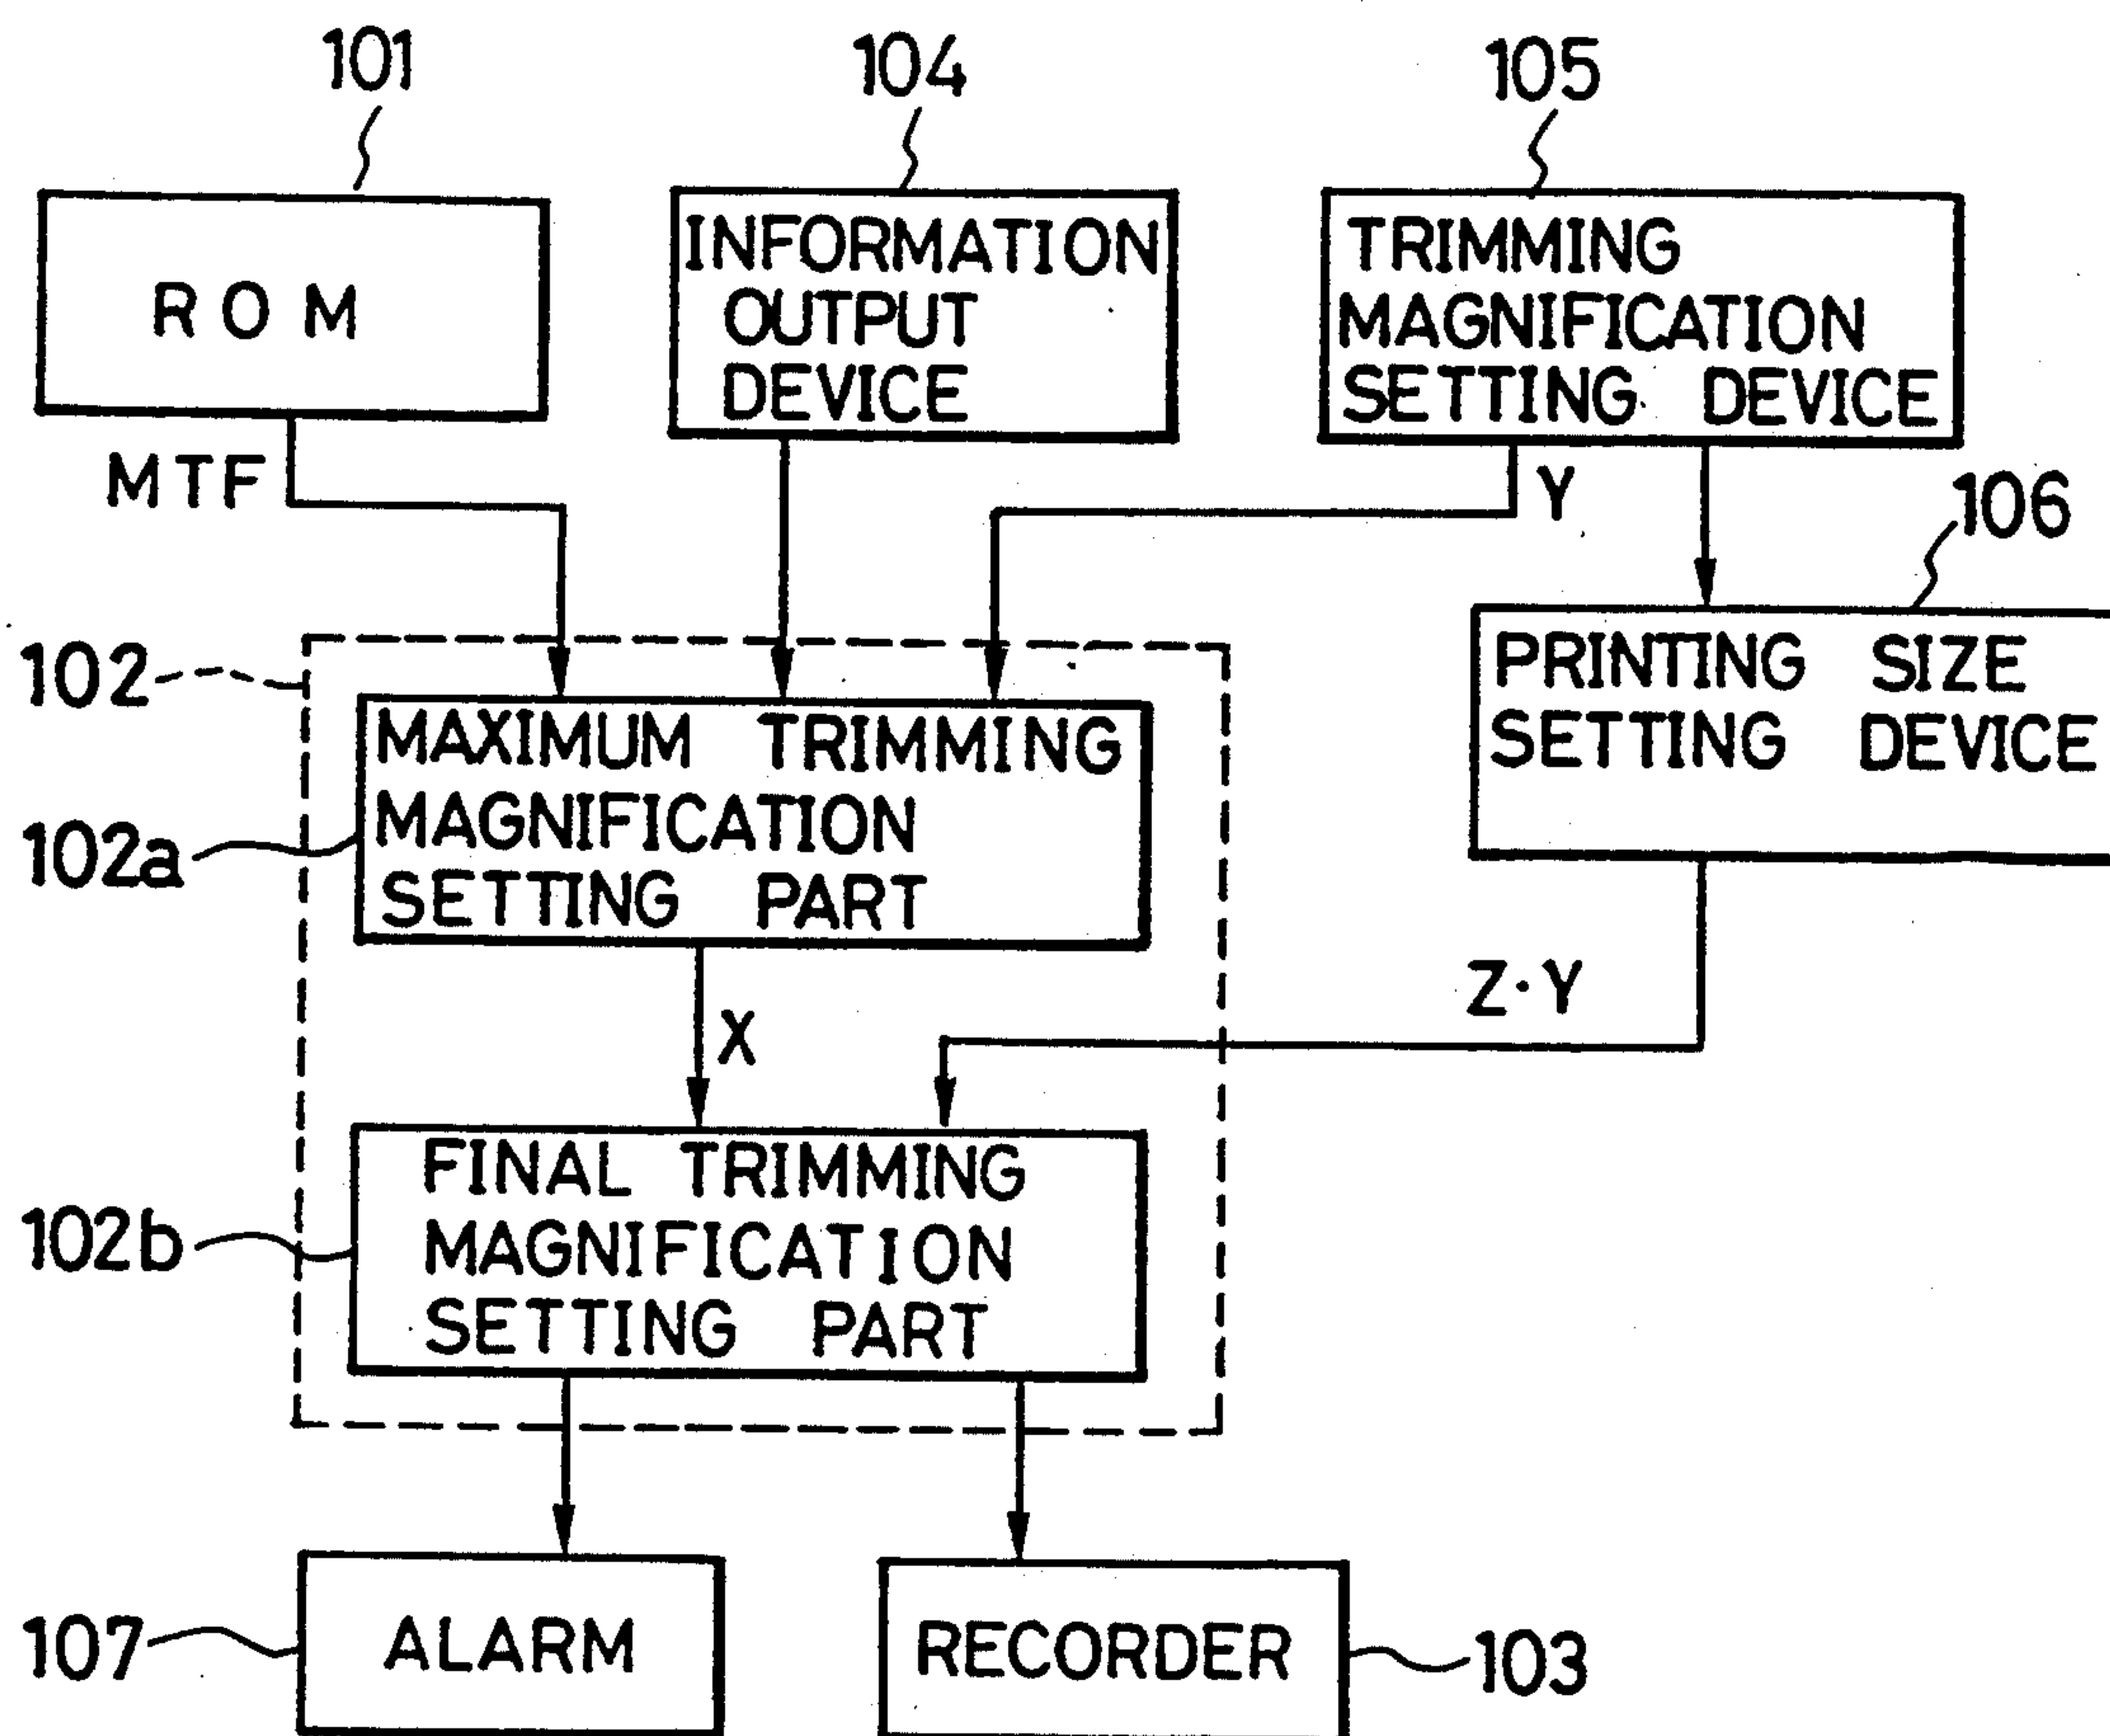 101
104
105
R O M
INFORMATION
OUTPUT
DEVICE
TRIMMING
MAGNIFICATION
SETTING DEVICE
MTF
Y
106
102
PRINTING SIZE
SETTING DEVICE
102a
MAXIMUM TRIMMING
MAGNIFICATION
SETTING PART
X
Z·Y
102b
FINAL TRIMMING
MAGNIFICATION
SETTING PART
107
ALARM
RECORDER
103